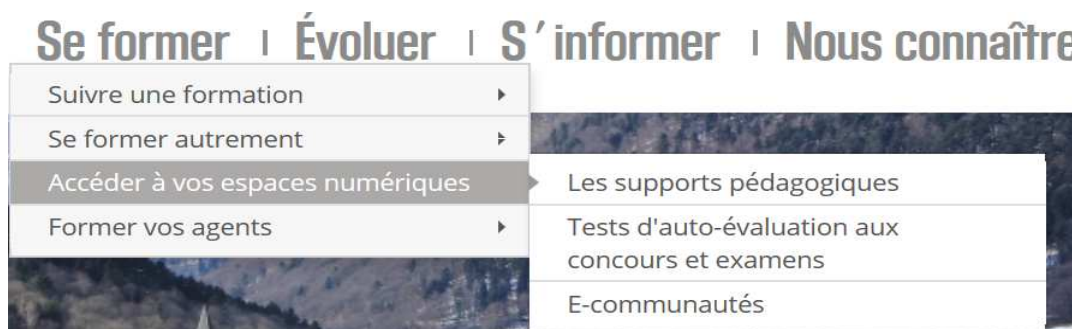 Se former | Évoluer | S'informer | Nous connaître
Suivre une formation
Se former autrement
Accéder à vos espaces numériques
Former vos agents
Les supports pédagogiques
Tests d'auto-évaluation aux
concours et examens
E-communautés